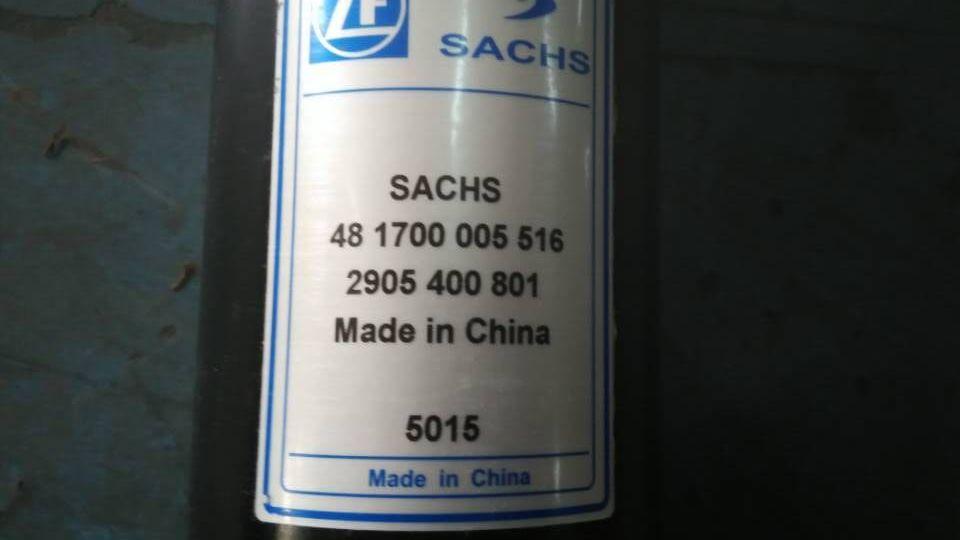 ZF
SACHS
SACHS
48 1700 005 516
2905 400 801
Made in China
5015
Made in China